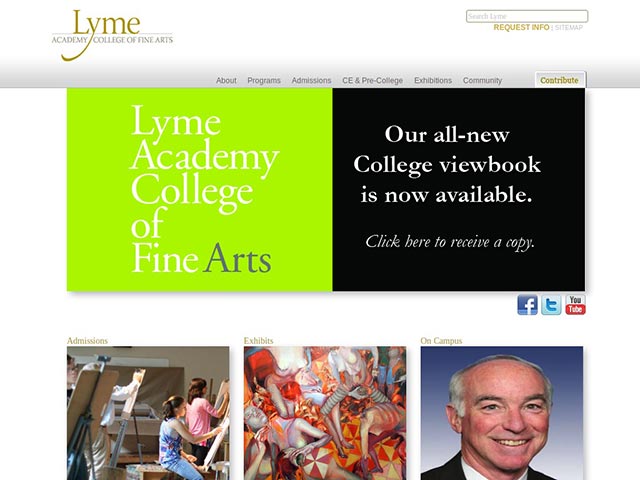 Lyme
ACADEMY COLLEGE OF FINE ARTS
Search Lyme
REQUEST INFO | SITEMAP
About Programs Admissions CE & Pre-College Exhibitions Community Contribute
Lyme
Academy
College
of
Fine Arts
Our all-new
College viewbook
is now available.
Click here to receive a copy.
You
Tube
Admissions Exhibits On Campus